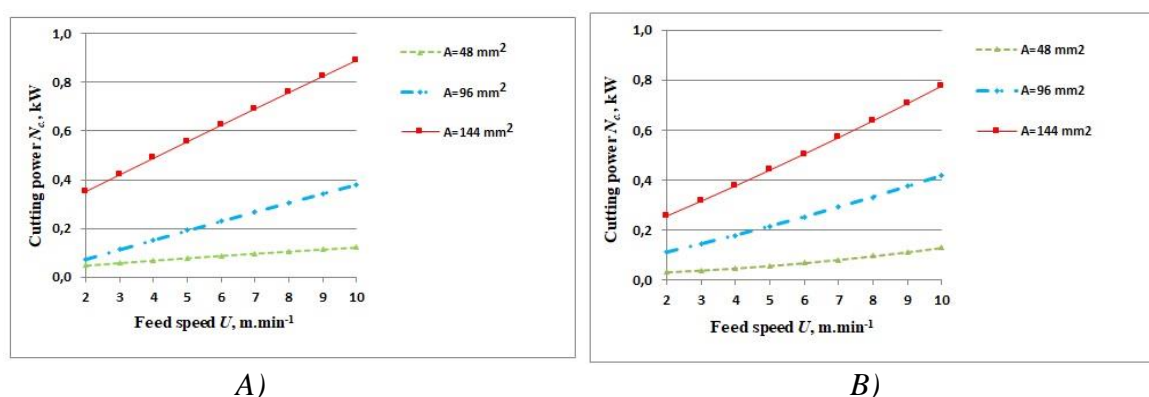 Cutting power N_c, kW
1,0
0,8
0,6
0,4
0,2
0,0
2 3 4 5 6 7 8 9 10
Feed speed U, m.min⁻¹
A=48 mm²
A=96 mm²
A=144 mm²
A)
Cutting power N_c, kW
1,0
0,8
0,6
0,4
0,2
0,0
2 3 4 5 6 7 8 9 10
Feed speed U, m.min⁻¹
A=48 mm2
A=96 mm2
A=144 mm2
B)